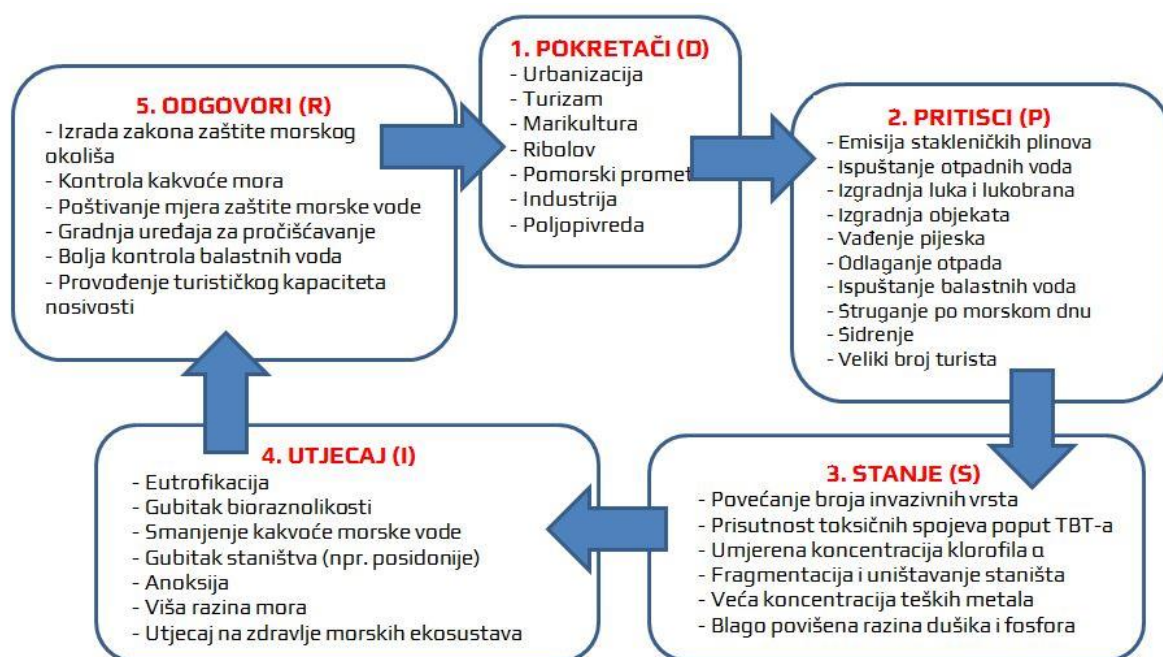 1. POKRETAČI (D)
- Urbanizacija
- Turizam
- Marikultura
- Ribolov
- Pomorski promet
- Industrija
- Poljopivreda
2. PRITISCI (P)
- Emisija stakleničkih plinova
- Ispuštanje otpadnih voda
- Izgradnja luka i lukobrana
- Izgradnja objekata
- Vađenje pijeska
- Odlaganje otpada
- Ispuštanje balastnih voda
- Struganje po morskom dnu
- Sidrenje
- Veliki broj turista
3. STANJE (S)
- Povećanje broja invazivnih vrsta
- Prisutnost toksičnih spojeva poput TBT-a
- Umjerena koncentracija klorofila α
- Fragmentacija i uništavanje staništa
- Veća koncentracija teških metala
- Blago povišena razina dušika i fosfora
4. UTJECAJ (I)
- Eutrofikacija
- Gubitak bioraznolikosti
- Smanjenje kakvoće morske vode
- Gubitak staništva (npr. posidonije)
- Anoksija
- Viša razina mora
- Utjecaj na zdravlje morskih ekosustava
5. ODGOVORI (R)
- Izrada zakona zaštite morskog
okoliša
- Kontrola kakvoće mora
- Poštivanje mjera zaštite morske vode
- Gradnja uređaja za pročišćavanje
- Bolja kontrola balastnih voda
- Provođenje turističkog kapaciteta
nosivosti